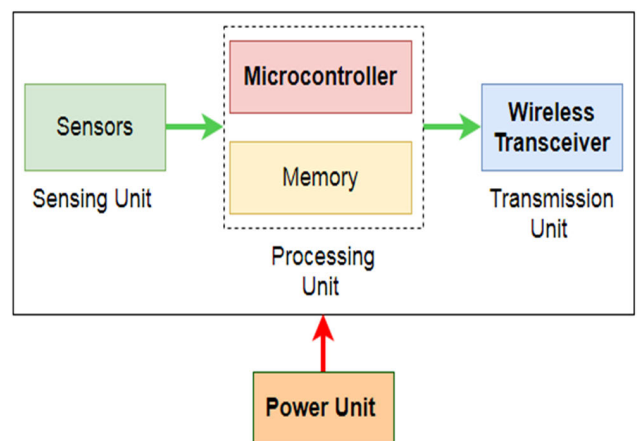 Microcontroller
Sensors
Memory
Wireless
Transceiver
Sensing Unit
Processing
Unit
Transmission
Unit
Power Unit